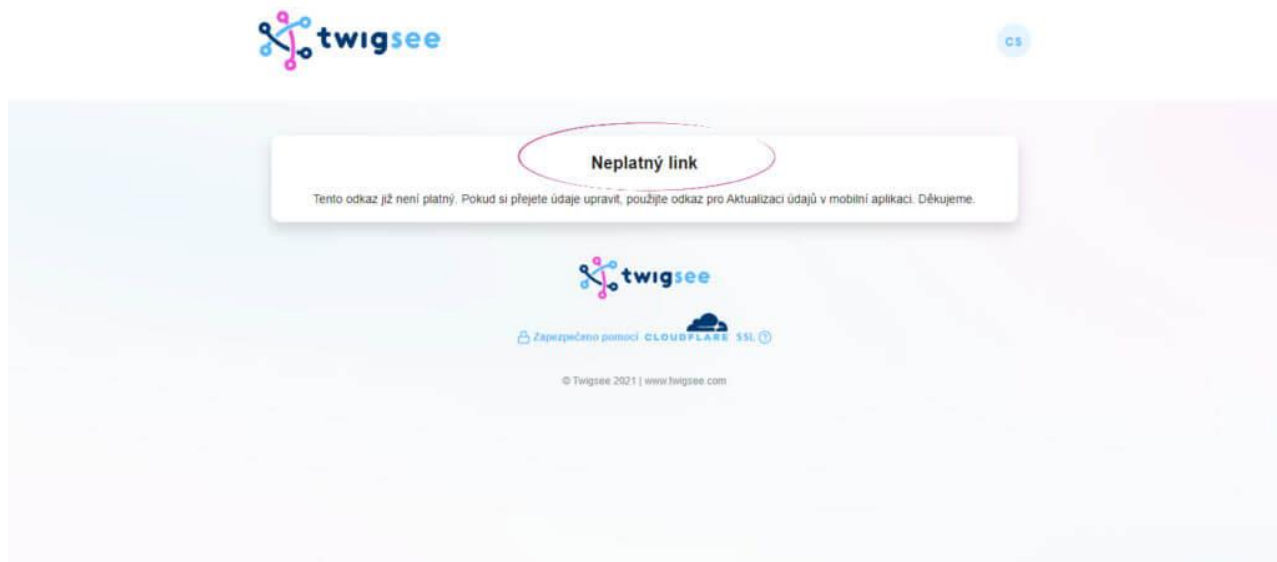 twigsee
CS
Neplatný link
Tento odkaz již není platný. Pokud si přejete údaje upravit, použijte odkaz pro Aktualizaci údajů v mobilní aplikaci. Děkujeme.
twigsee
Zapezpečeno pomocí CLOUDFLARE SSL ?
© Twigsee 2021 | www.twigsee.com